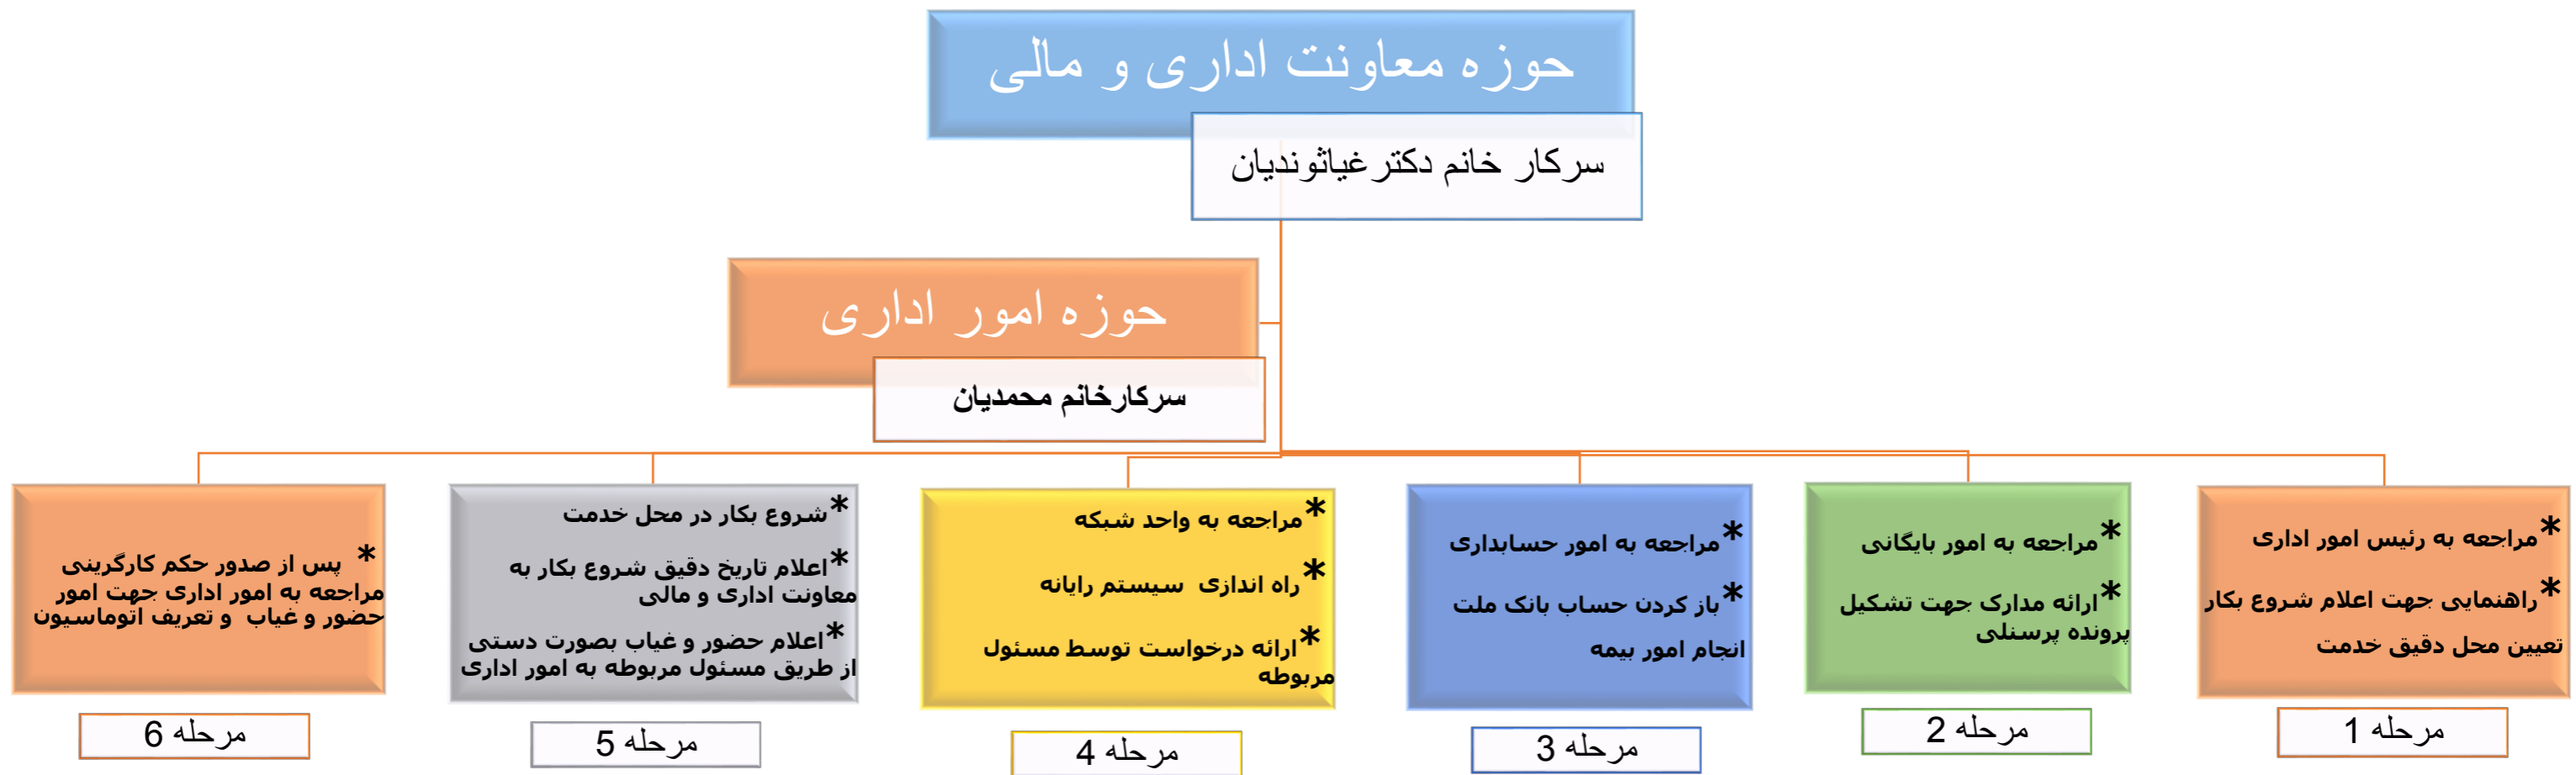 حوزه معاونت اداری و مالی
سرکار خانم دکترغیاثوندیان
حوزه امور اداری
سرکارخانم محمدیان
*مراجعه به رئیس امور اداری
*راهنمایی جهت اعلام شروع بکار
تعیین محل دقیق خدمت
مرحله 1
*مراجعه به امور بایگانی
*ارائه مدارک جهت تشکیل
پرونده پرسنلی
مرحله 2
*مراجعه به امور حسابداری
*باز کردن حساب بانک ملت
انجام امور بیمه
مرحله 3
*مراجعه به واحد شبکه
*راه اندازی سیستم رایانه
*ارائه درخواست توسط مسئول
مربوطه
مرحله 4
*شروع بکار در محل خدمت
*اعلام تاریخ دقیق شروع بکار به
معاونت اداری و مالی
*اعلام حضور و غیاب بصورت دستی
از طریق مسئول مربوطه به امور اداری
مرحله 5
* پس از صدور حکم کارگرینی
مراجعه به امور اداری جهت امور
حضور و غیاب و تعریف اتوماسیون
مرحله 6